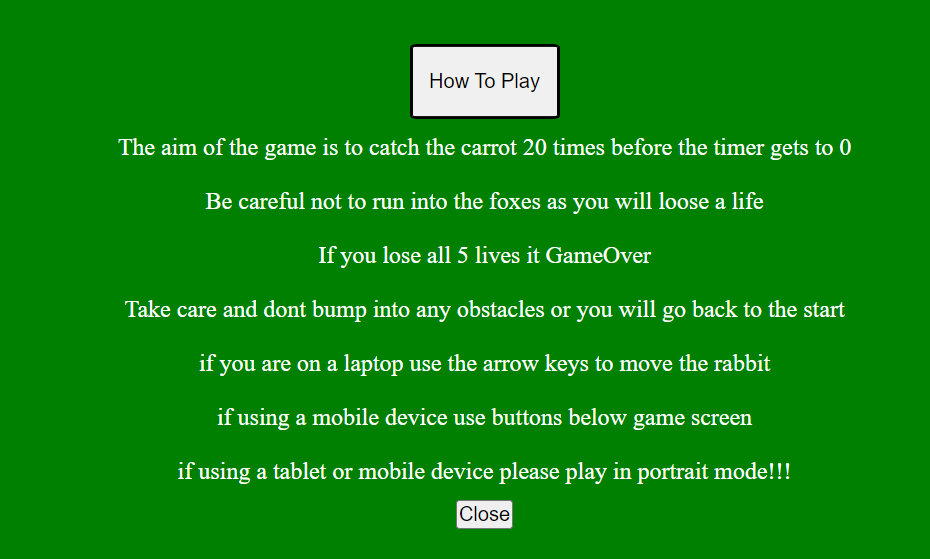 How To Play
The aim of the game is to catch the carrot 20 times before the timer gets to 0
Be careful not to run into the foxes as you will loose a life
If you lose all 5 lives it GameOver
Take care and dont bump into any obstacles or you will go back to the start
if you are on a laptop use the arrow keys to move the rabbit
if using a mobile device use buttons below game screen
if using a tablet or mobile device please play in portrait mode!!!
Close